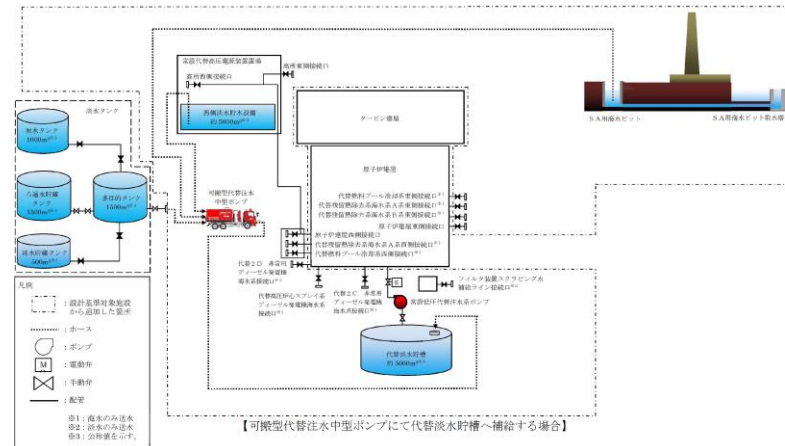 常設代替高圧電源装置置場
高所東側接続口
高所西側接続口
西側淡水貯水設備
約5000m³※3
タービン建屋
SA用海水ピット
SA用海水ピット取水塔
淡水タンク
原水タンク
1000m³※3
ろ過水貯蔵
タンク
1500m³※3
多目的タンク
1500m³※3
純水貯蔵タンク
500m³※3
可搬型代替注水
中型ポンプ
原子炉建屋
代替燃料プール冷却系東側接続口※1
代替残留熱除去系海水系A系東側接続口※1
代替残留熱除去系海水系B系東側接続口※1
原子炉建屋東側接続口
原子炉建屋西側接続口
代替残留熱除去系海水系A系西側接続口※1
代替燃料プール冷却系西側接続口※1
代替2D 非常用
ディーゼル発電機
海水系接続口※1
代替高圧炉心スプレイ系
ディーゼル発電機海水系
接続口※1
代替2C 非常用
ディーゼル発電機
海水系接続口※1
M
フィルタ装置スクラビング水
補給ライン接続口※2
常設低圧代替注水系ポンプ
代替淡水貯槽
約5000m³※3
凡例
:設計基準対象施設
から追加した箇所
:ホース
:ポンプ
M
:電動弁
:手動弁
:配管
※1:海水のみ送水
※2:淡水のみ送水
※3:公称値を示す。
【可搬型代替注水中型ポンプにて代替淡水貯槽へ補給する場合】